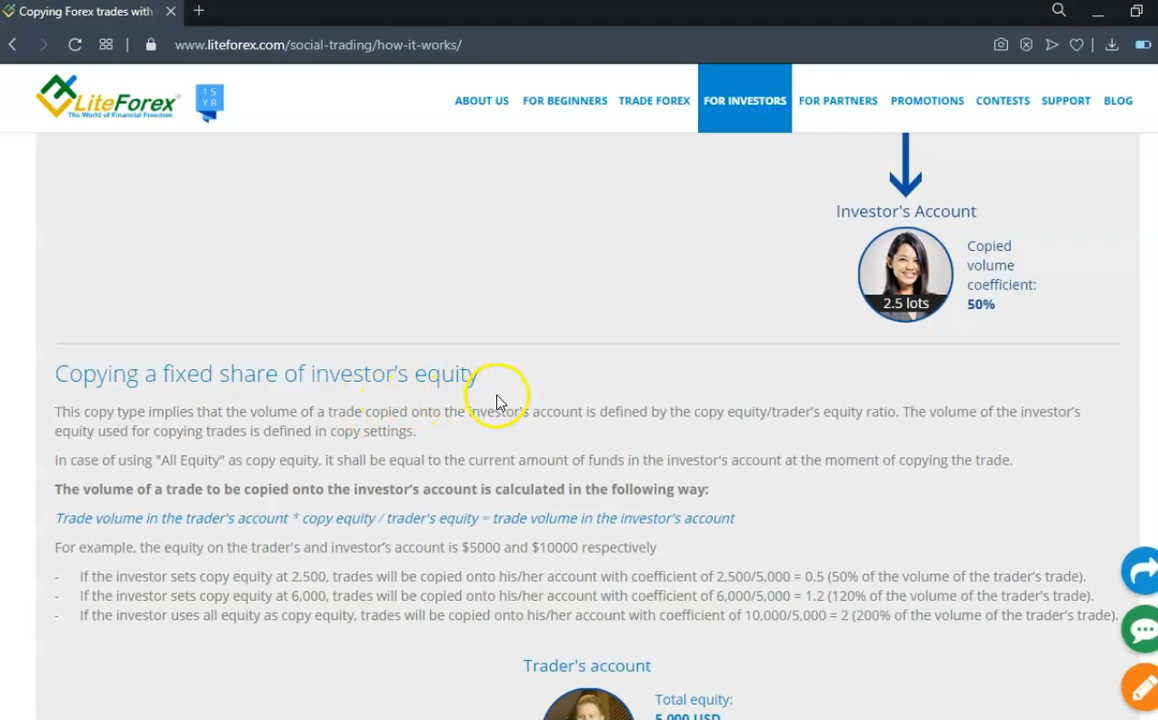 Copying Forex trades with
www.liteforex.com/social-trading/how-it-works/
LiteForex
The World of Financial Freedom
15
YR
ABOUT US
FOR BEGINNERS
TRADE FOREX
FOR INVESTORS
FOR PARTNERS
PROMOTIONS
CONTESTS
SUPPORT
BLOG
Investor's Account
Copied
volume
coefficient:
50%
2.5 lots
Copying a fixed share of investor's equity
This copy type implies that the volume of a trade copied onto the investor's account is defined by the copy equity/trader's equity ratio. The volume of the investor's
equity used for copying trades is defined in copy settings.
In case of using "All Equity" as copy equity, it shall be equal to the current amount of funds in the investor's account at the moment of copying the trade.
The volume of a trade to be copied onto the investor's account is calculated in the following way:
Trade volume in the trader's account * copy equity / trader's equity = trade volume in the investor's account
For example, the equity on the trader's and investor's account is $5000 and $10000 respectively
- If the investor sets copy equity at 2,500, trades will be copied onto his/her account with coefficient of 2,500/5,000 = 0.5 (50% of the volume of the trader's trade).
- If the investor sets copy equity at 6,000, trades will be copied onto his/her account with coefficient of 6,000/5,000 = 1.2 (120% of the volume of the trader's trade).
- If the investor uses all equity as copy equity, trades will be copied onto his/her account with coefficient of 10,000/5,000 = 2 (200% of the volume of the trader's trade).
Trader's account
Total equity:
5,000 USD